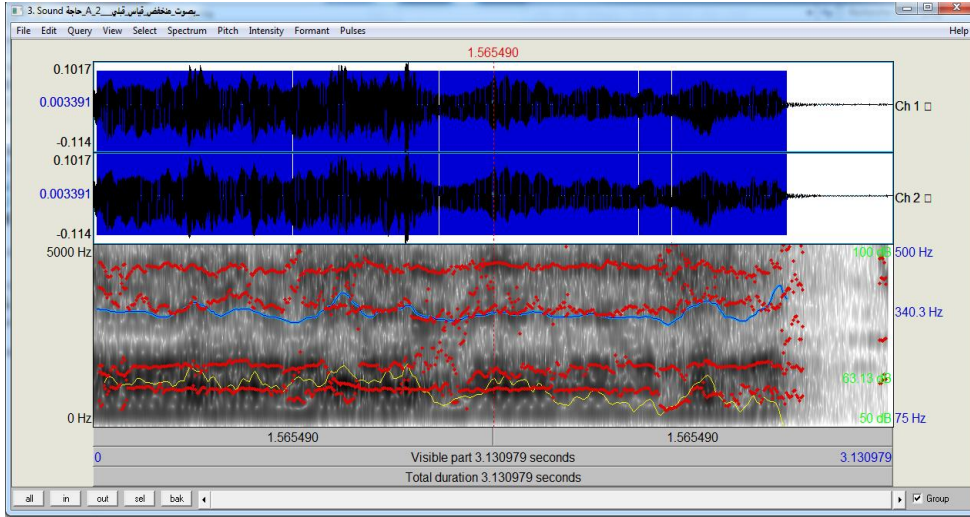 3. Sound بصوت_منخفض_قياس_قبلي__A_2_حاجة
File Edit Query View Select Spectrum Pitch Intensity Formant Pulses Help
1.565490
0.1017
0.003391
-0.114
Ch 1
0.1017
0.003391
-0.114
Ch 2
5000 Hz 100 dB 500 Hz
340.3 Hz
63.13 dB
0 Hz 50 dB 75 Hz
1.565490 1.565490
0 Visible part 3.130979 seconds 3.130979
Total duration 3.130979 seconds
all in out sel bak Group